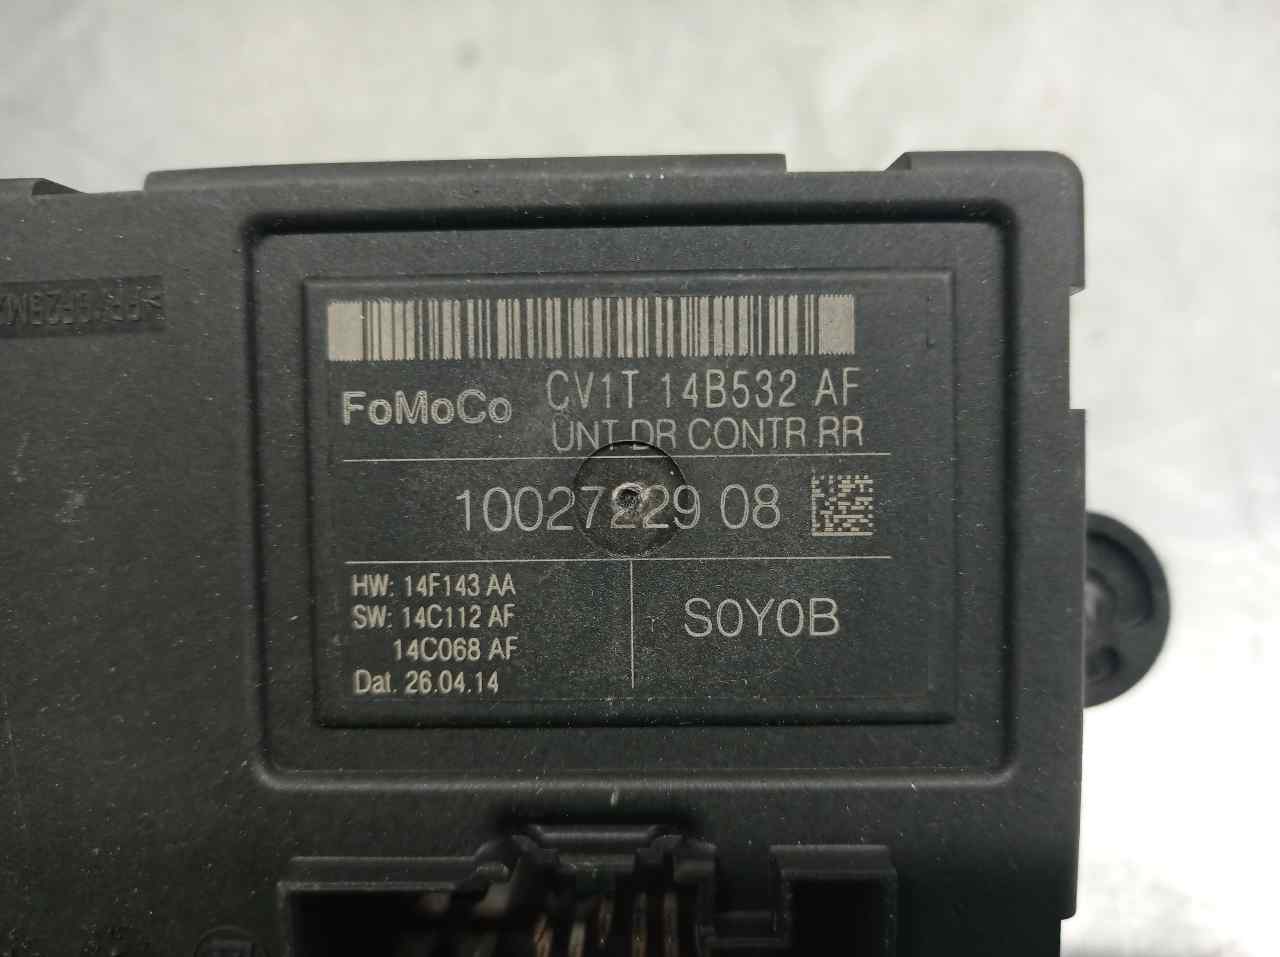 FoMoCo CV1T 14B532 AF
UNT DR CONTR RR
10027229 08
HW: 14F143 AA
SW: 14C112 AF
14C068 AF
Dat. 26.04.14
S0Y0B